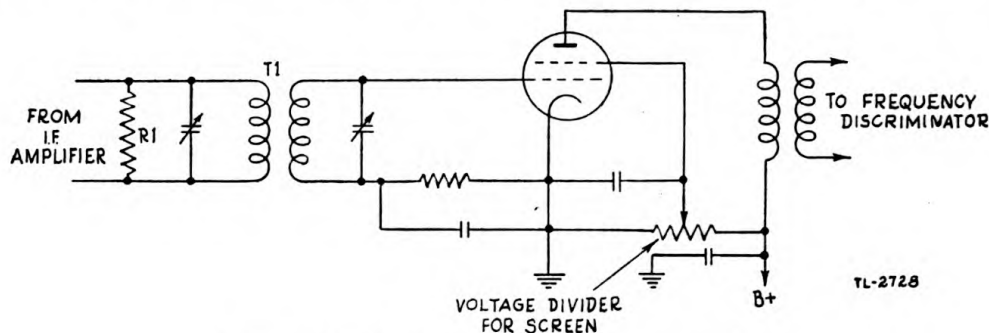 T1
FROM
I.F.
AMPLIFIER
R1
TO FREQUENCY
DISCRIMINATOR
VOLTAGE DIVIDER
FOR SCREEN
B+
TL-2728